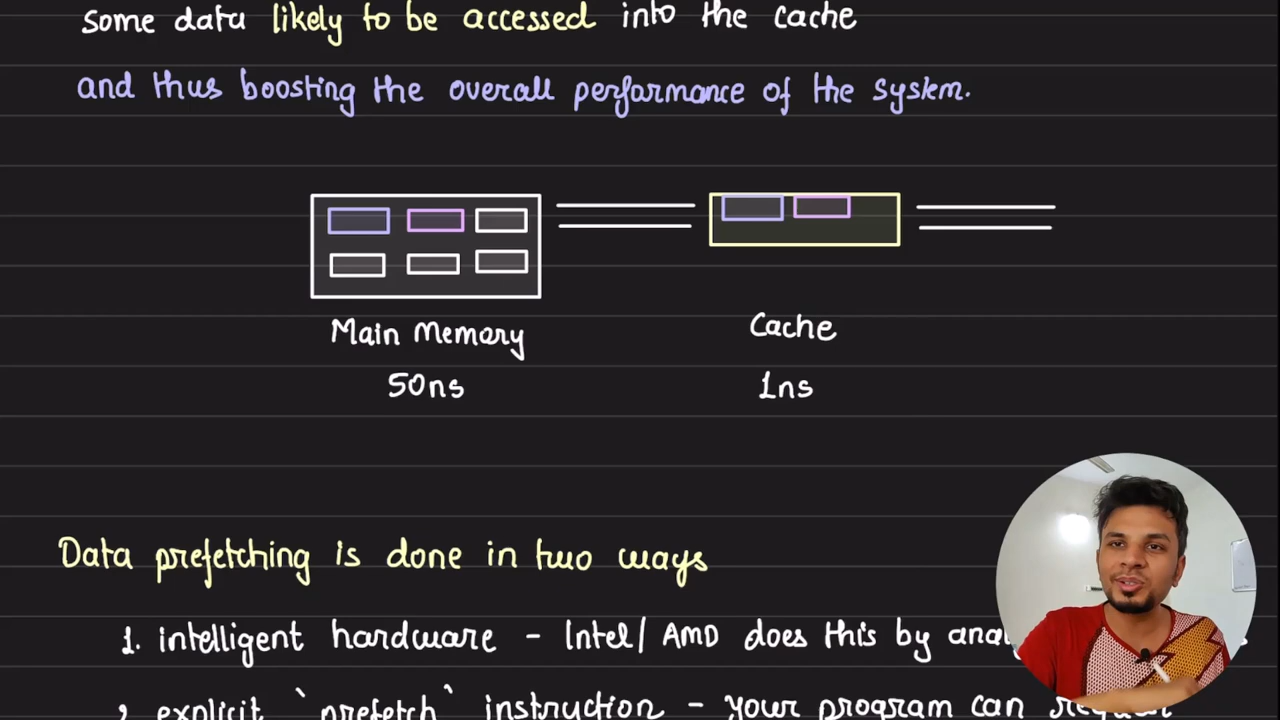 some data likely to be accessed into the cache
and thus boosting the overall performance of the system.
Main Memory
Cache
50ns
1ns
Data prefetching is done in two ways
1. intelligent hardware - Intel/AMD does this by
2. explicit `prefetch` instruction - your program can